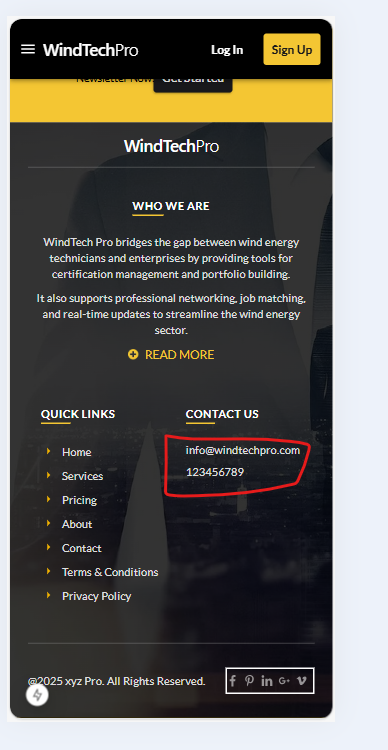 WindTechPro
Log In
Sign Up
Newsletter Now
Get Started
WindTechPro
WHO WE ARE
WindTech Pro bridges the gap between wind energy
technicians and enterprises by providing tools for
certification management and portfolio building.
It also supports professional networking, job matching,
and real-time updates to streamline the wind energy
sector.
READ MORE
QUICK LINKS
Home
Services
Pricing
About
Contact
Terms & Conditions
Privacy Policy
CONTACT US
info@windtechpro.com
123456789
@2025 xyz Pro. All Rights Reserved.